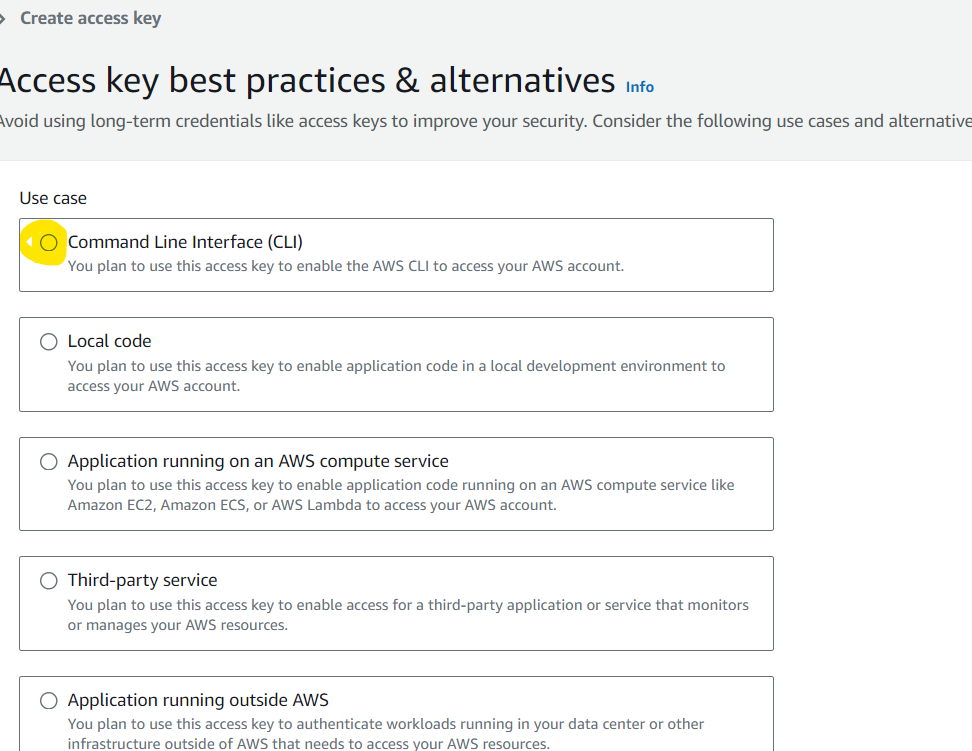 Create access key
Access key best practices & alternatives Info
Avoid using long-term credentials like access keys to improve your security. Consider the following use cases and alternative
Use case
Command Line Interface (CLI)
You plan to use this access key to enable the AWS CLI to access your AWS account.
Local code
You plan to use this access key to enable application code in a local development environment to
access your AWS account.
Application running on an AWS compute service
You plan to use this access key to enable application code running on an AWS compute service like
Amazon EC2, Amazon ECS, or AWS Lambda to access your AWS account.
Third-party service
You plan to use this access key to enable access for a third-party application or service that monitors
or manages your AWS resources.
Application running outside AWS
You plan to use this access key to authenticate workloads running in your data center or other
infrastructure outside of AWS that needs to access your AWS resources.